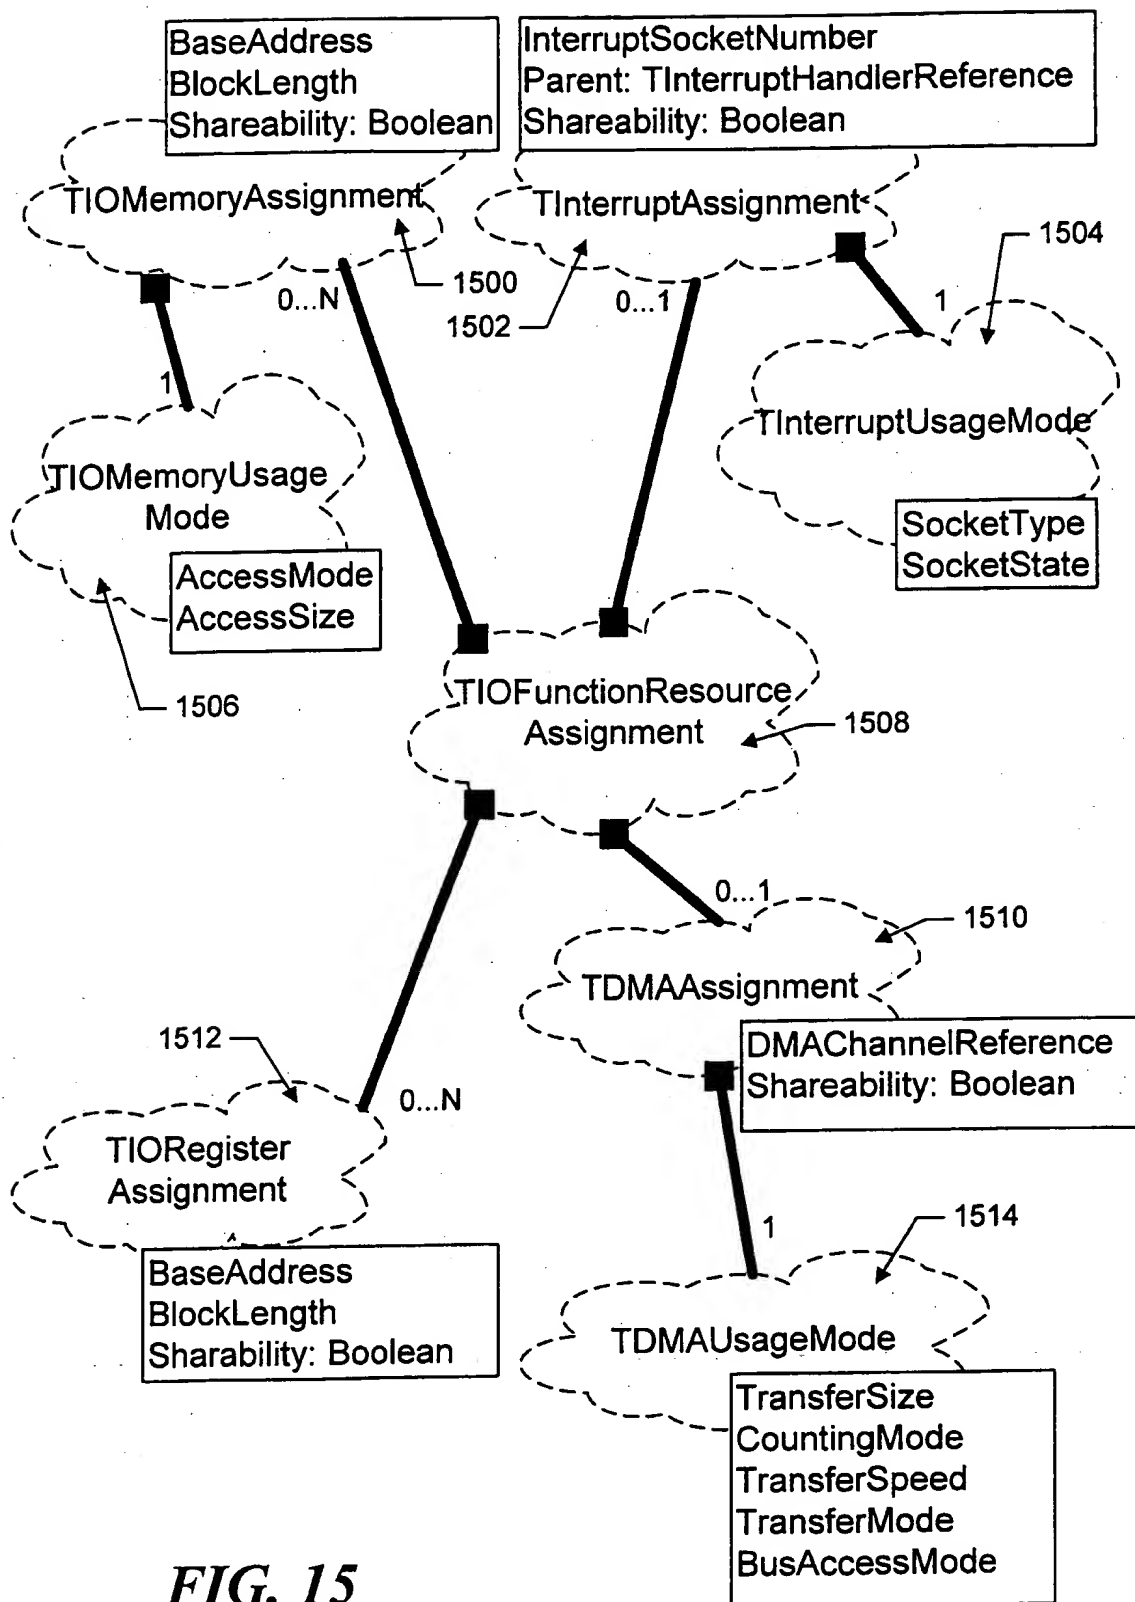 BaseAddress
BlockLength
Shareability: Boolean
InterruptSocketNumber
Parent: TInterruptHandlerReference
Shareability: Boolean
TIOMemoryAssignment
TInterruptAssignment
1500
1502
1504
0...N
0...1
1
1
TInterruptUsageMode
SocketType
SocketState
TIOMemoryUsage
Mode
AccessMode
AccessSize
1506
TIOFunctionResource
Assignment
1508
0...1
1510
TDMAAssignment
DMAChannelReference
Shareability: Boolean
1512
0...N
TIORegister
Assignment
BaseAddress
BlockLength
Sharability: Boolean
1
1514
TDMAUsageMode
TransferSize
CountingMode
TransferSpeed
TransferMode
BusAccessMode
FIG. 15